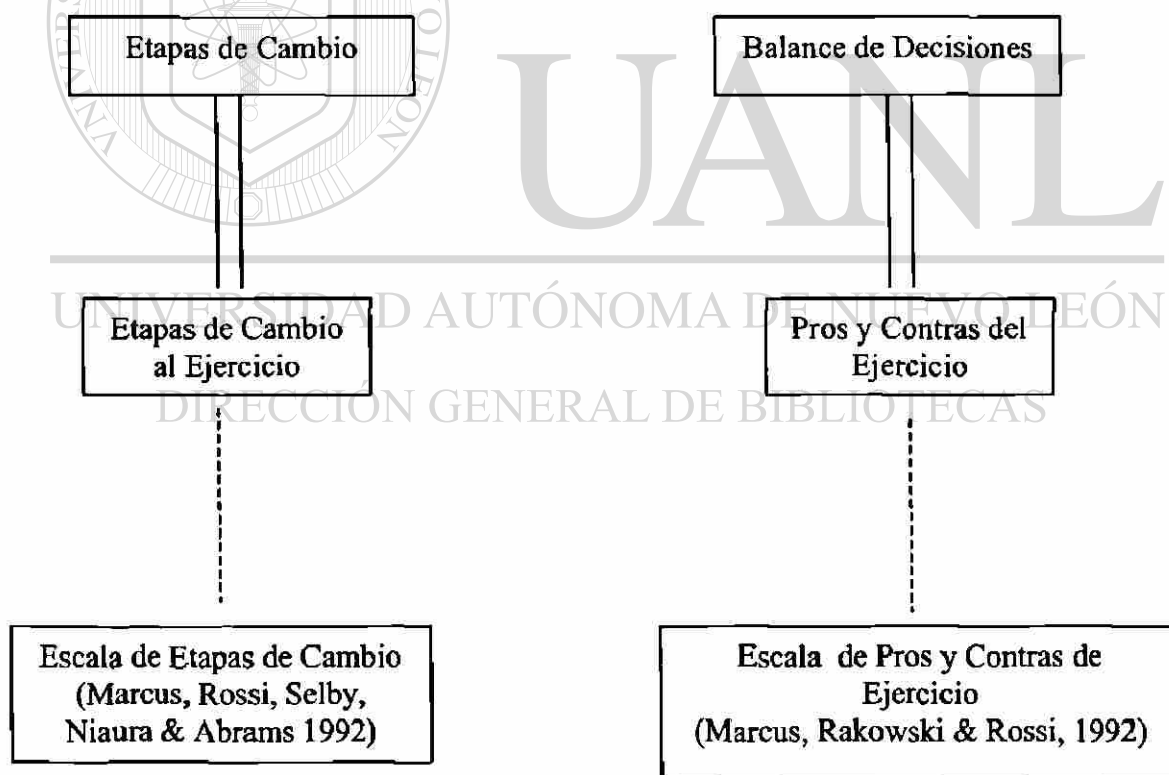 Etapas de Cambio
Balance de Decisiones
UANL
UNIVERSIDAD AUTÓNOMA DE NUEVO LEÓN
Etapas de Cambio
al Ejercicio
Pros y Contras del
Ejercicio
DIRECCIÓN GENERAL DE BIBLIOTECAS
Escala de Etapas de Cambio
(Marcus, Rossi, Selby,
Niaura & Abrams 1992)
Escala de Pros y Contras de
Ejercicio
(Marcus, Rakowski & Rossi, 1992)